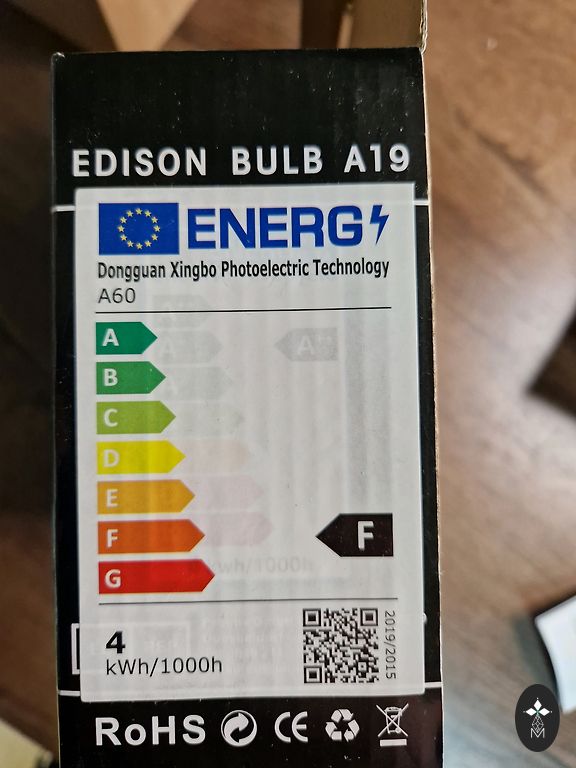 EDISON BULB A19
ENERG
Dongguan Xingbo Photoelectric Technology
A60
A
B
C
D
E
F
F
G
4
kWh/1000h
2019/2015
RoHS CE
M